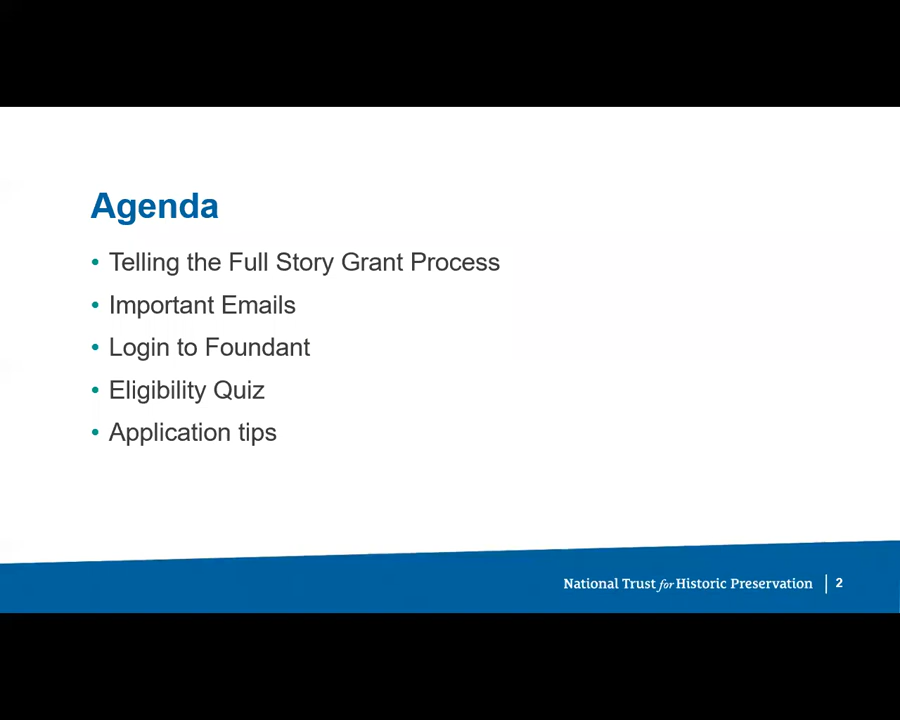 Agenda
• Telling the Full Story Grant Process
• Important Emails
• Login to Foundant
• Eligibility Quiz
• Application tips
National Trust for Historic Preservation | 2